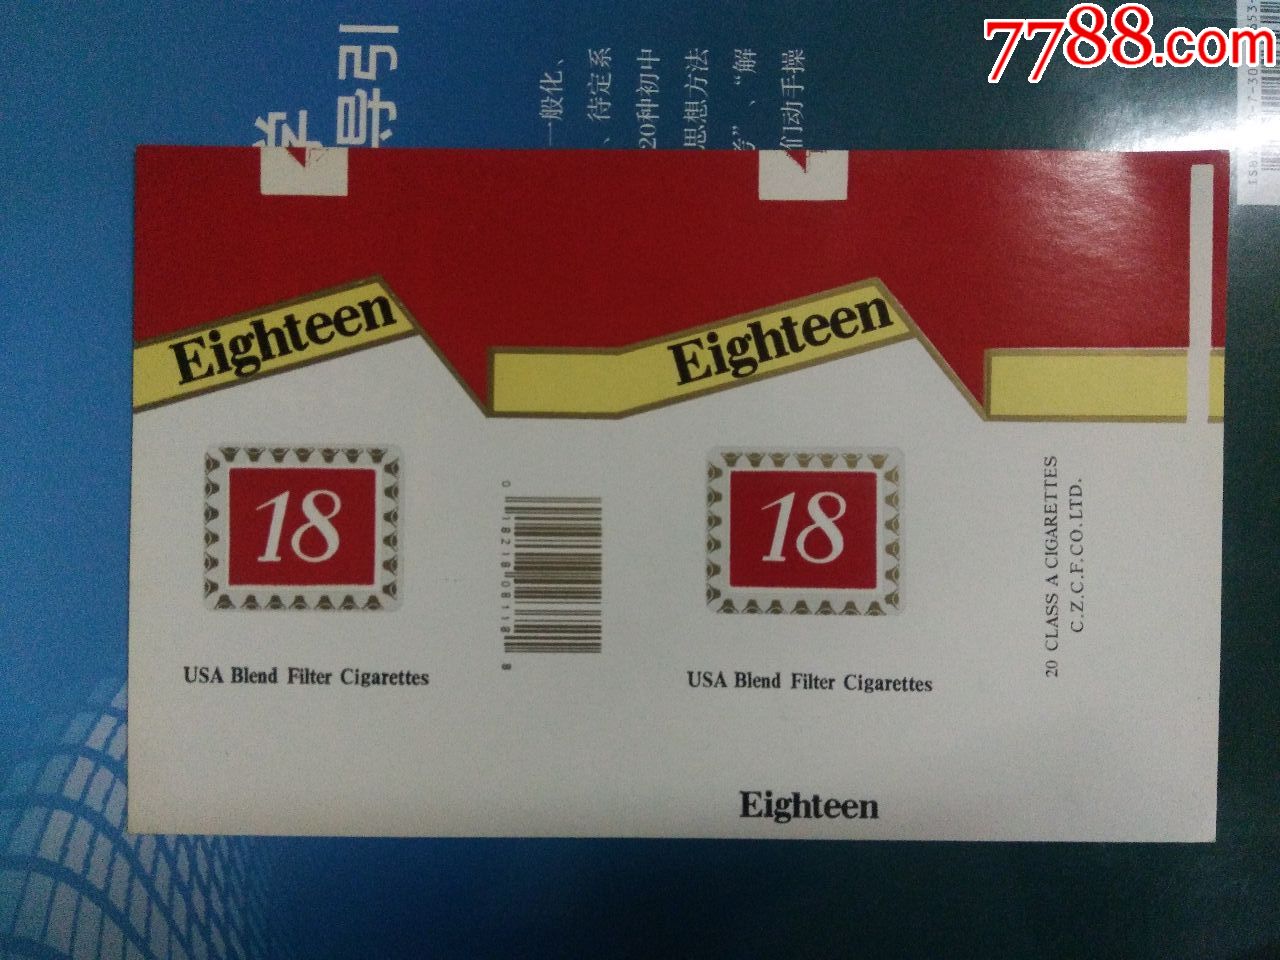 7788.com
学
导引
一般化、
、待定系
20种初中
思想方法
”、“解
们动手操
Eighteen
Eighteen
18
18
USA Blend Filter Cigarettes
USA Blend Filter Cigarettes
20 CLASS A CIGARETTES
C.Z.C.F.CO.LTD.
Eighteen